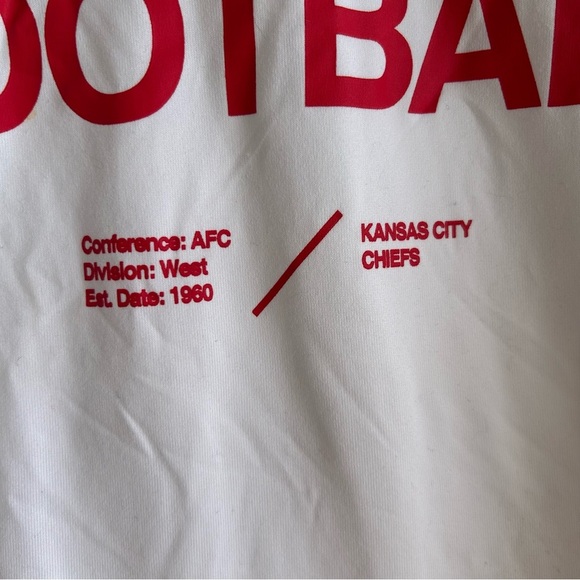 OOTBAL
Conference: AFC
Division: West
Est. Date: 1960
KANSAS CITY
CHIEFS